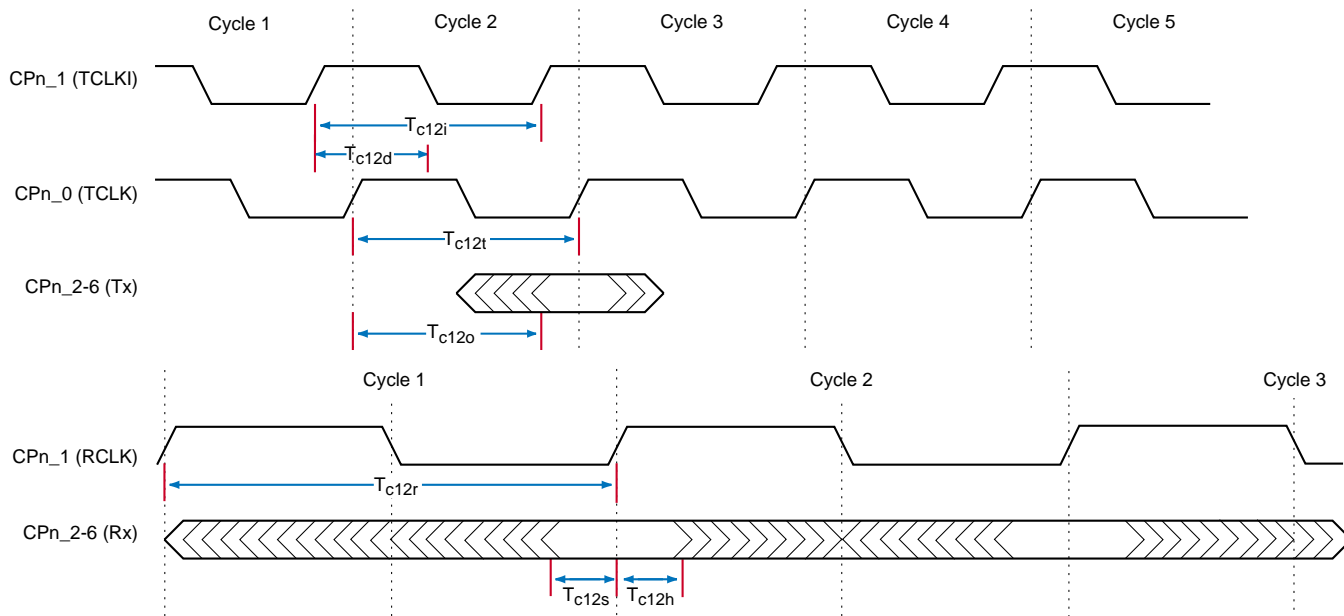 Cycle 1 Cycle 2 Cycle 3 Cycle 4 Cycle 5
CPn_1 (TCLKI)
Tc12i
Tc12d
CPn_0 (TCLK)
Tc12t
CPn_2-6 (Tx)
Tc12o
Cycle 1 Cycle 2 Cycle 3
CPn_1 (RCLK)
Tc12r
CPn_2-6 (Rx)
Tc12s Tc12h